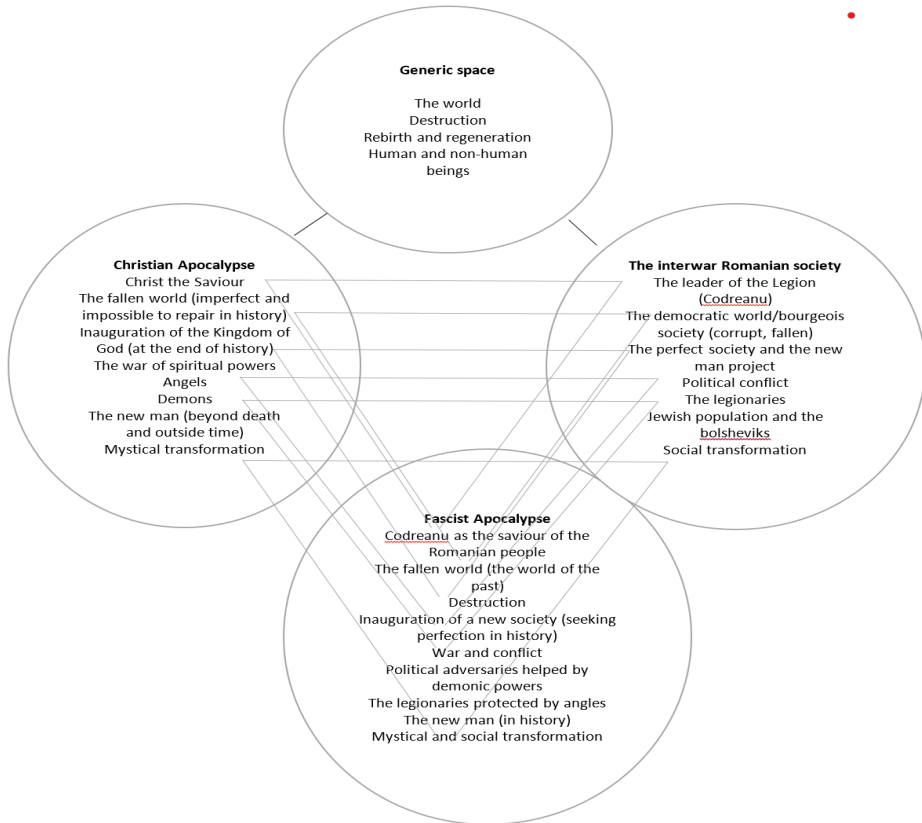 Generic space
The world
Destruction
Rebirth and regeneration
Human and non-human
beings
Christian Apocalypse
Christ the Saviour
The fallen world (imperfect and
impossible to repair in history)
Inauguration of the Kingdom of
God (at the end of history)
The war of spiritual powers
Angels
Demons
The new man (beyond death
and outside time)
Mystical transformation
The interwar Romanian society
The leader of the Legion
(Codreanu)
The democratic world/bourgeois
society (corrupt, fallen)
The perfect society and the new
man project
Political conflict
The legionaries
Jewish population and the
bolsheviks
Social transformation
Fascist Apocalypse
Codreanu as the saviour of the
Romanian people
The fallen world (the world of the
past)
Destruction
Inauguration of a new society (seeking
perfection in history)
War and conflict
Political adversaries helped by
demonic powers
The legionaries protected by angles
The new man (in history)
Mystical and social transformation